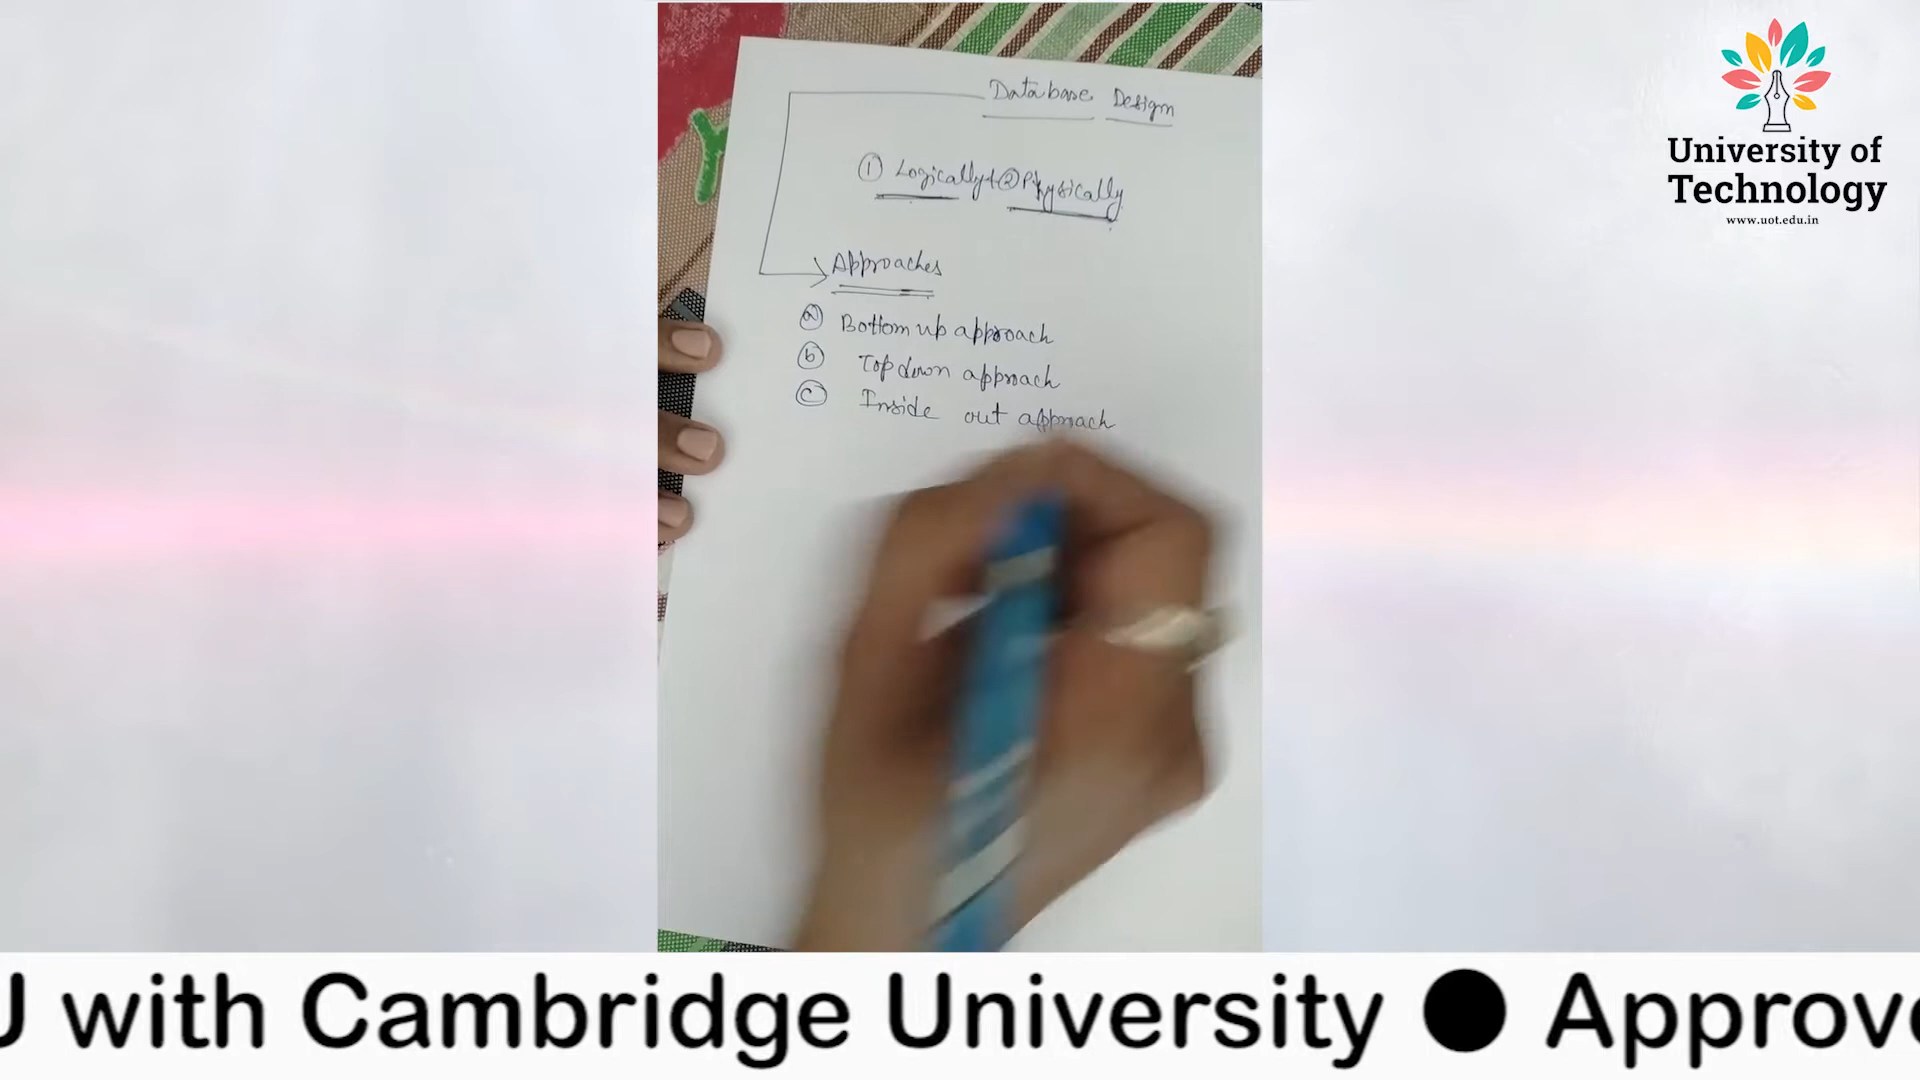 Database Design
① Logically + ② Physically
Approaches
ⓐ Bottom up approach
ⓑ Top down approach
ⓒ Inside out approach
University of
Technology
www.uot.edu.in
U with Cambridge University ● Approve